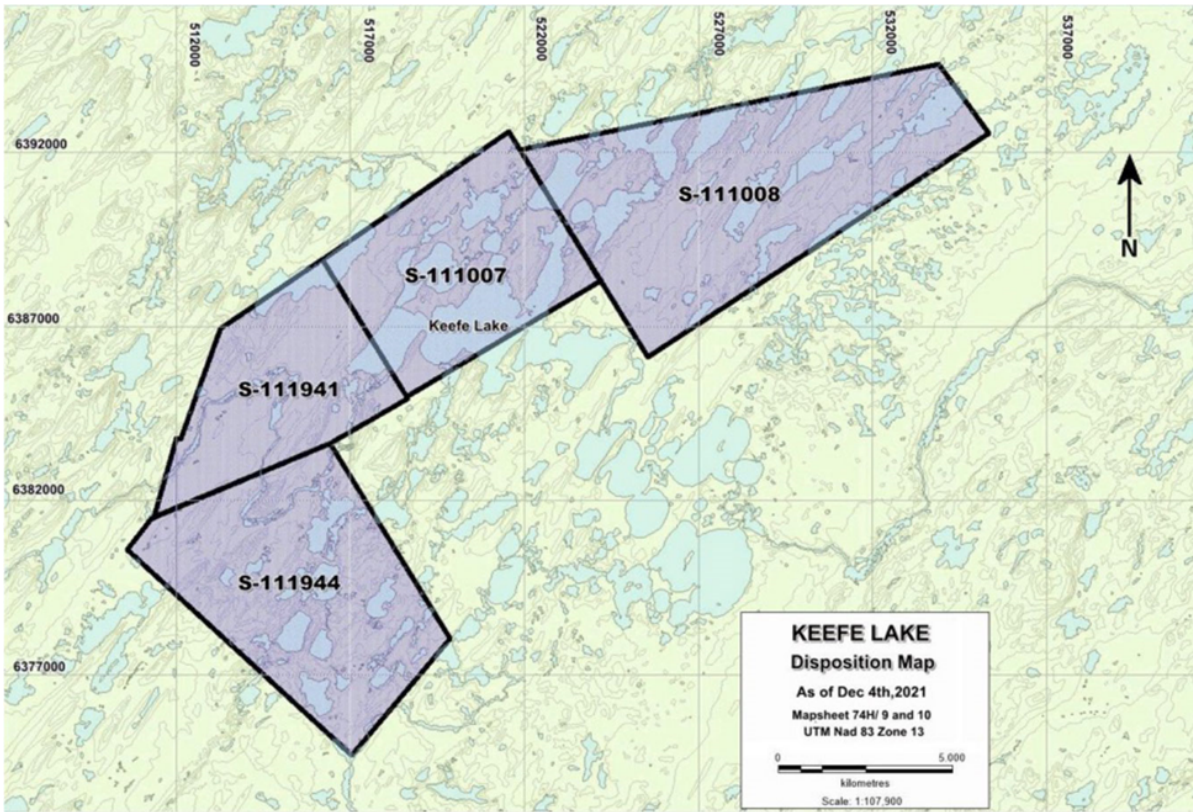 512000
517000
522000
527000
532000
537000
6392000
S-111008
N
S-111007
6387000
Keefe Lake
S-111941
6382000
S-111944
6377000
KEEFE LAKE
Disposition Map
As of Dec 4th,2021
Mapsheet 74H/ 9 and 10
UTM Nad 83 Zone 13
0 5.000
kilometres
Scale: 1:107,900